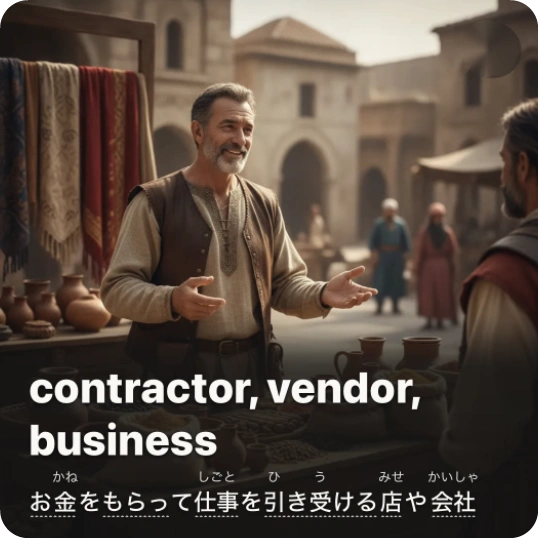 contractor, vendor,
business
かね しごと ひ う みせ かいしゃ
お金をもらって仕事を引き受ける店や会社